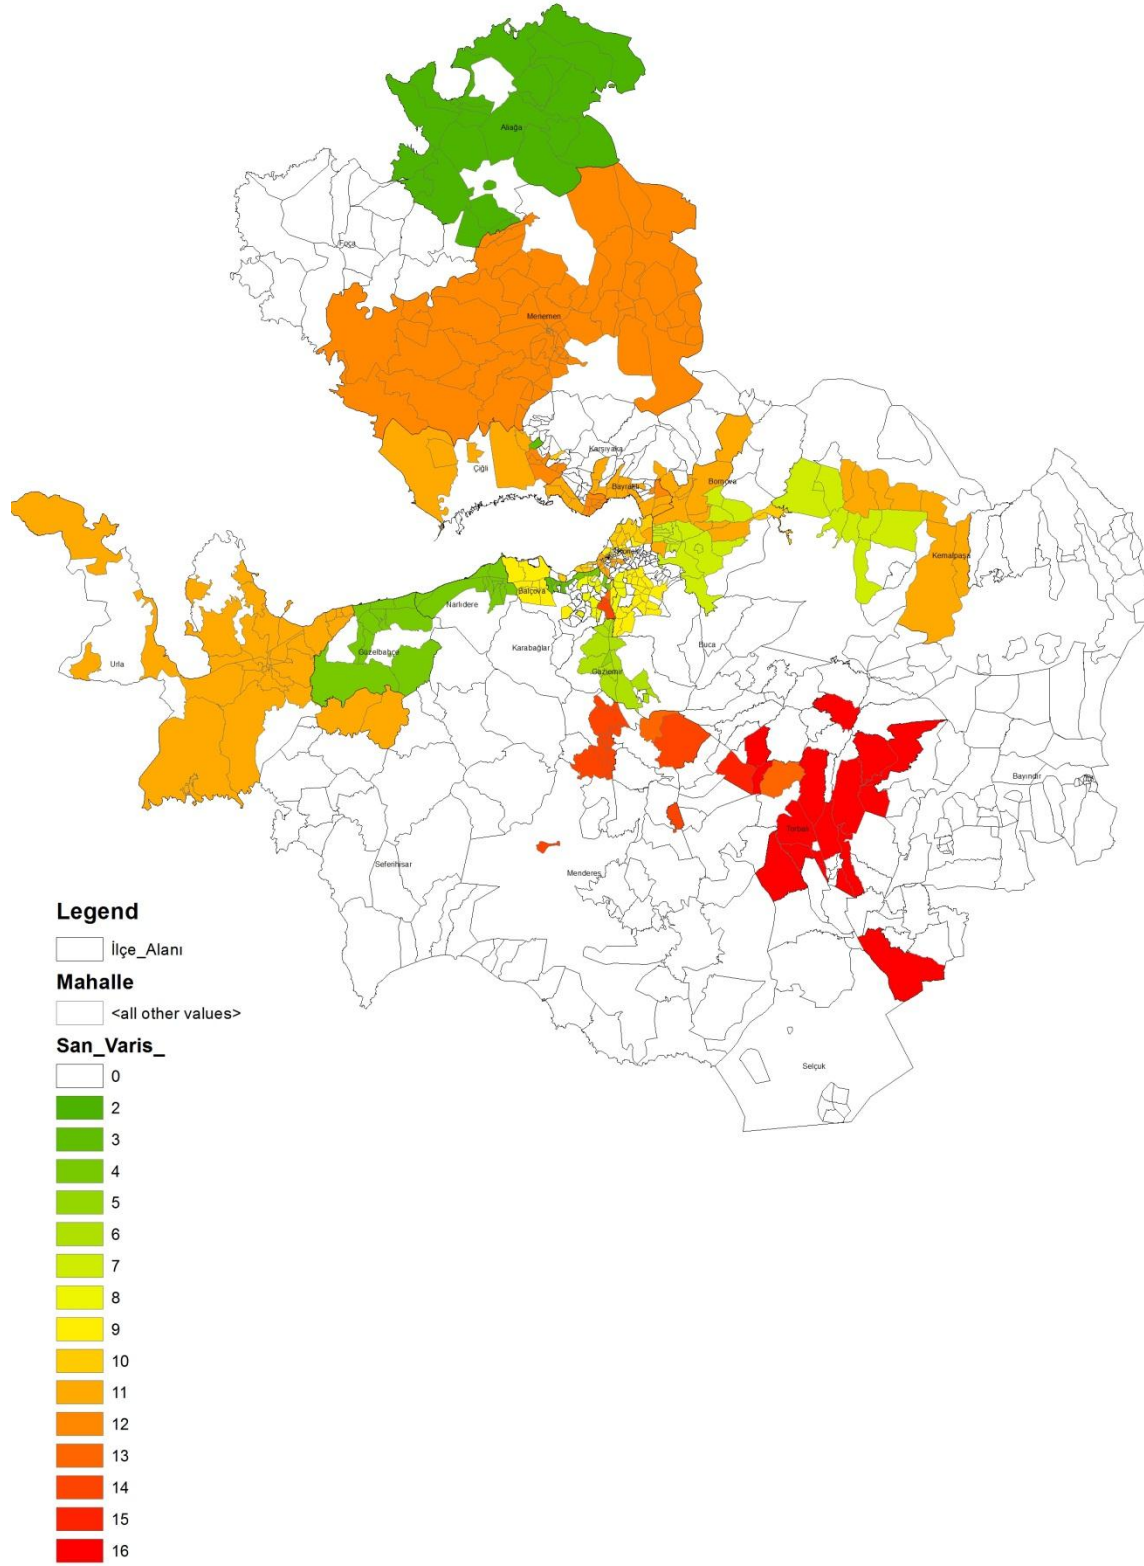 Aliağa
Foça
Menemen
Karşıyaka
Çiğli
Bayraklı
Bornova
Kemalpaşa
Balçova
Narlıdere
Güzelbahçe
Urla
Karabağlar
Buca
Gaziemir
Bayındır
Torbalı
Seferihisar
Menderes
Selçuk
Legend
İlçe_Alanı
Mahalle
<all other values>
San_Varis_
0
2
3
4
5
6
7
8
9
10
11
12
13
14
15
16